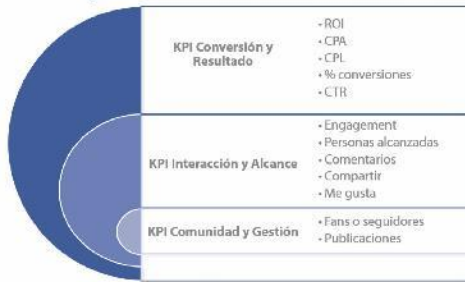 KPI Conversión y
Resultado
• ROI
• CPA
• CPL
• % conversiones
• CTR
KPI Interacción y Alcance
• Engagement
• Personas alcanzadas
• Comentarios
• Compartir
• Me gusta
KPI Comunidad y Gestión
• Fans o seguidores
• Publicaciones